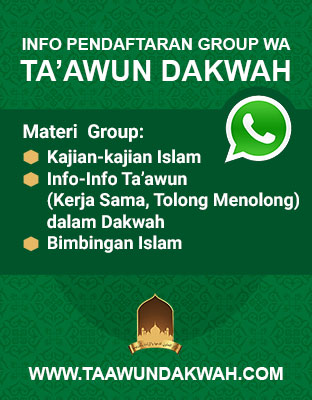 INFO PENDAFTARAN GROUP WA
TA'AWUN DAKWAH
Materi Group:
Kajian-kajian Islam
Info-Info Ta'awun
(Kerja Sama, Tolong Menolong)
dalam Dakwah
Bimbingan Islam
WWW.TAAWUNDAKWAH.COM